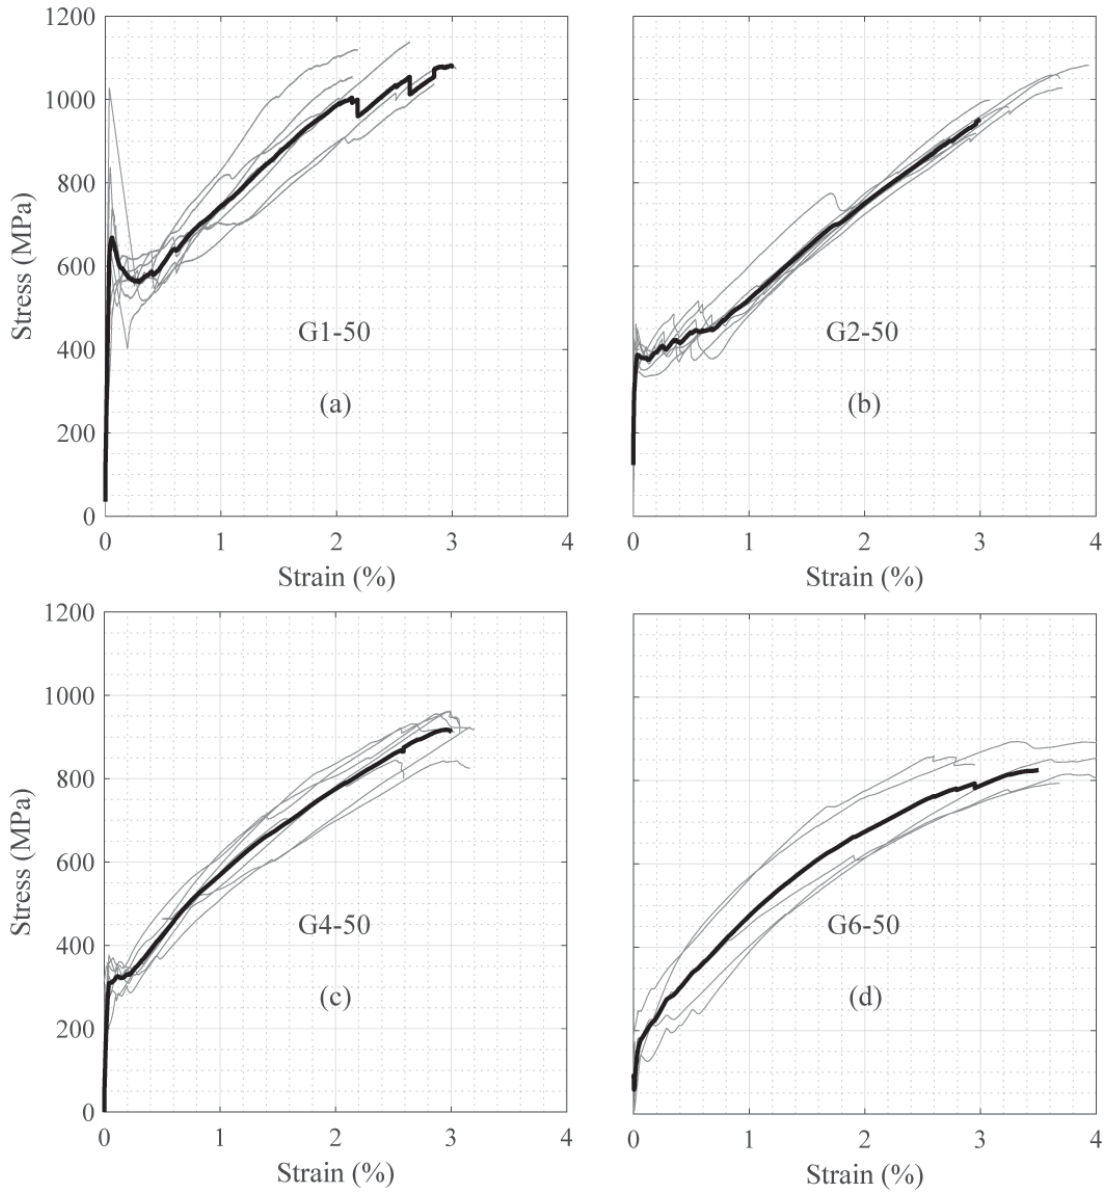 1200
1000
800
600
400
200
0
Stress (MPa)
G1-50
(a)
0 1 2 3 4
Strain (%)
G2-50
(b)
0 1 2 3 4
Strain (%)
1200
1000
800
600
400
200
0
Stress (MPa)
G4-50
(c)
0 1 2 3 4
Strain (%)
G6-50
(d)
0 1 2 3 4
Strain (%)